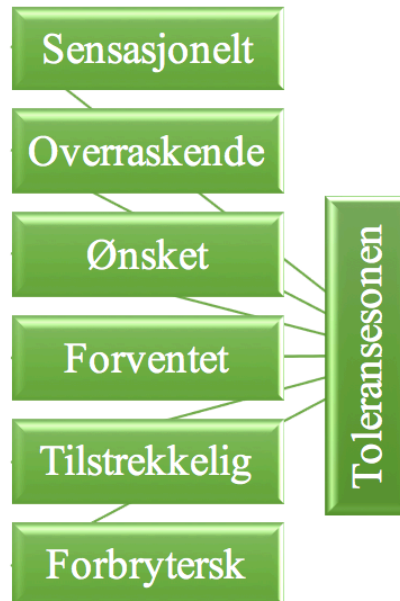 Sensasjonelt
Overraskende
Ønsket
Forventet
Tilstrekkelig
Forbrytersk
Toleransesonen